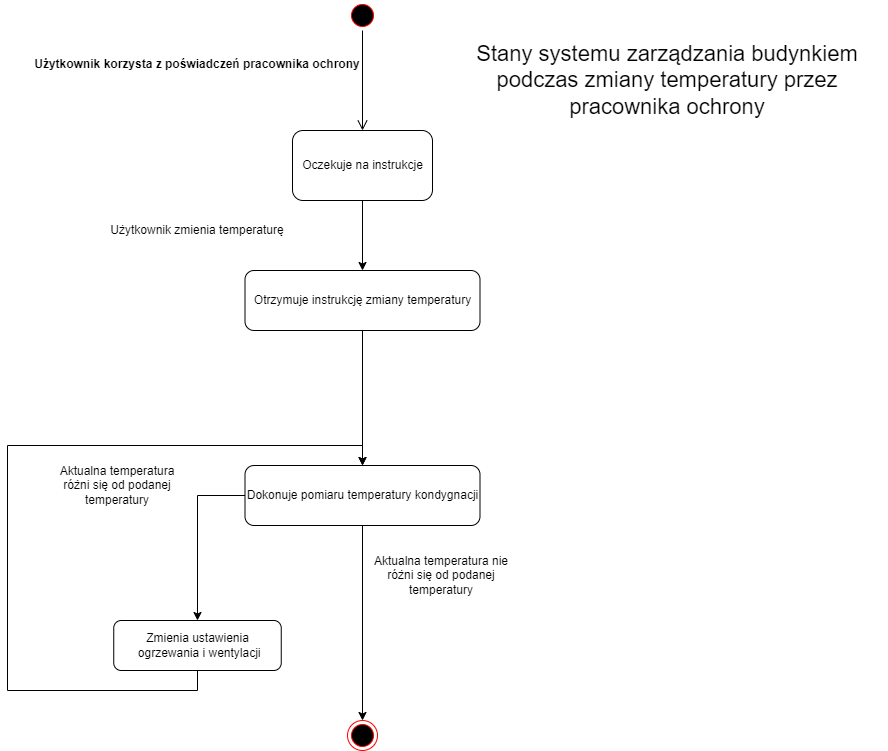 Stany systemu zarządzania budynkiem
podczas zmiany temperatury przez
pracownika ochrony
Użytkownik korzysta z poświadczeń pracownika ochrony
Oczekuje na instrukcje
Użytkownik zmienia temperaturę
Otrzymuje instrukcję zmiany temperatury
Aktualna temperatura
różni się od podanej
temperatury
Dokonuje pomiaru temperatury kondygnacji
Aktualna temperatura nie
różni się od podanej
temperatury
Zmienia ustawienia
ogrzewania i wentylacji